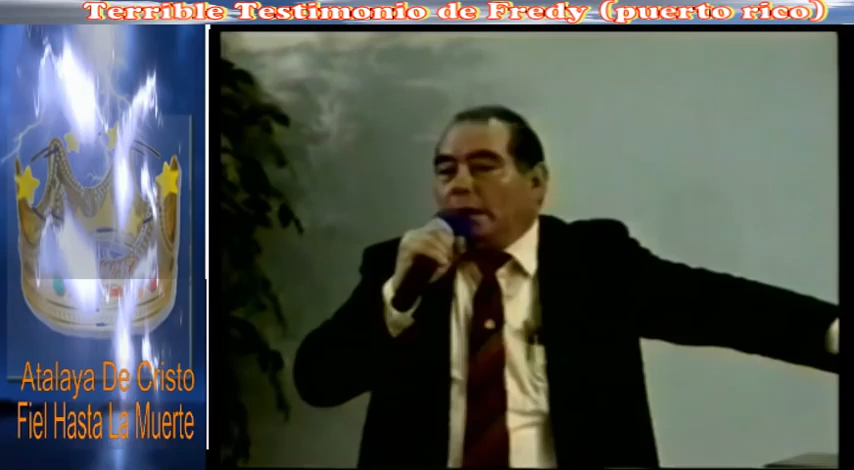 Terrible Testimonio de Fredy (puerto rico)
Atalaya De Cristo
Fiel Hasta La Muerte